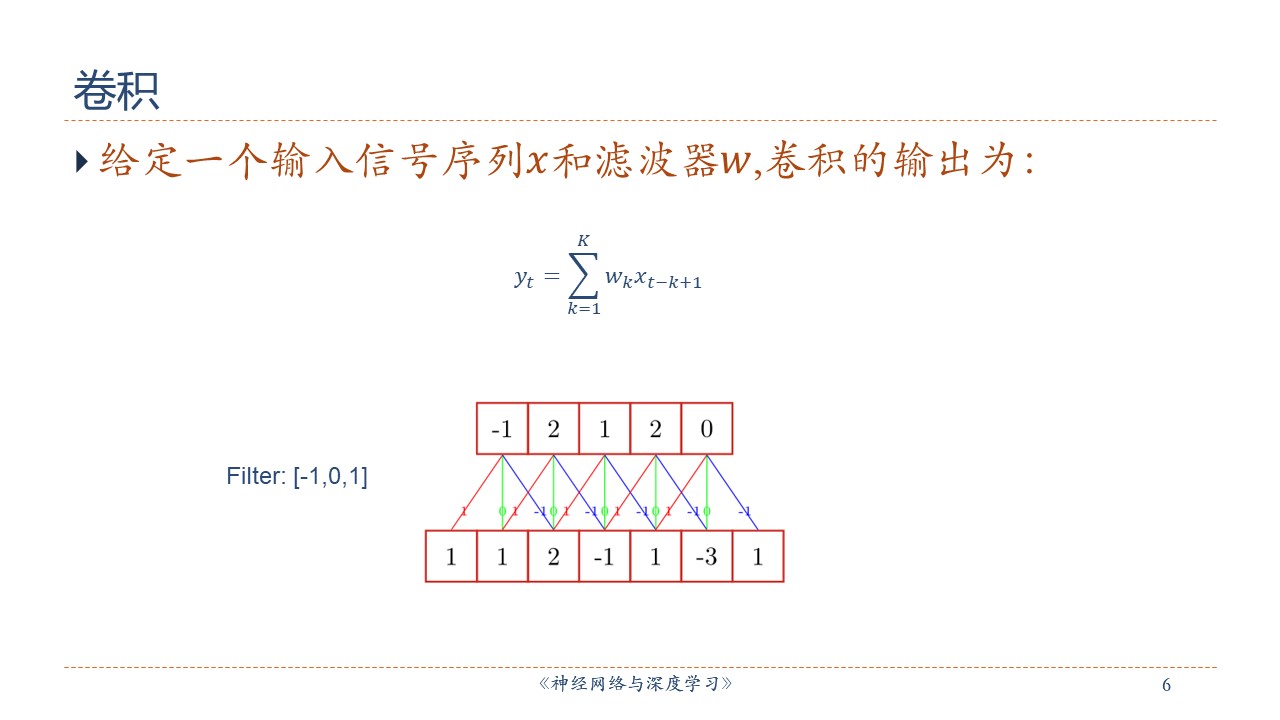 卷积
给定一个输入信号序列x和滤波器w,卷积的输出为:
K
y_t = ∑ w_k x_{t−k+1}
k=1
-1 2 1 2 0
Filter: [-1,0,1]
1 0 1 -1 0 1 -1 0 1 -1 0 1 -1 0 -1
1 1 2 -1 1 -3 1
《神经网络与深度学习》
6